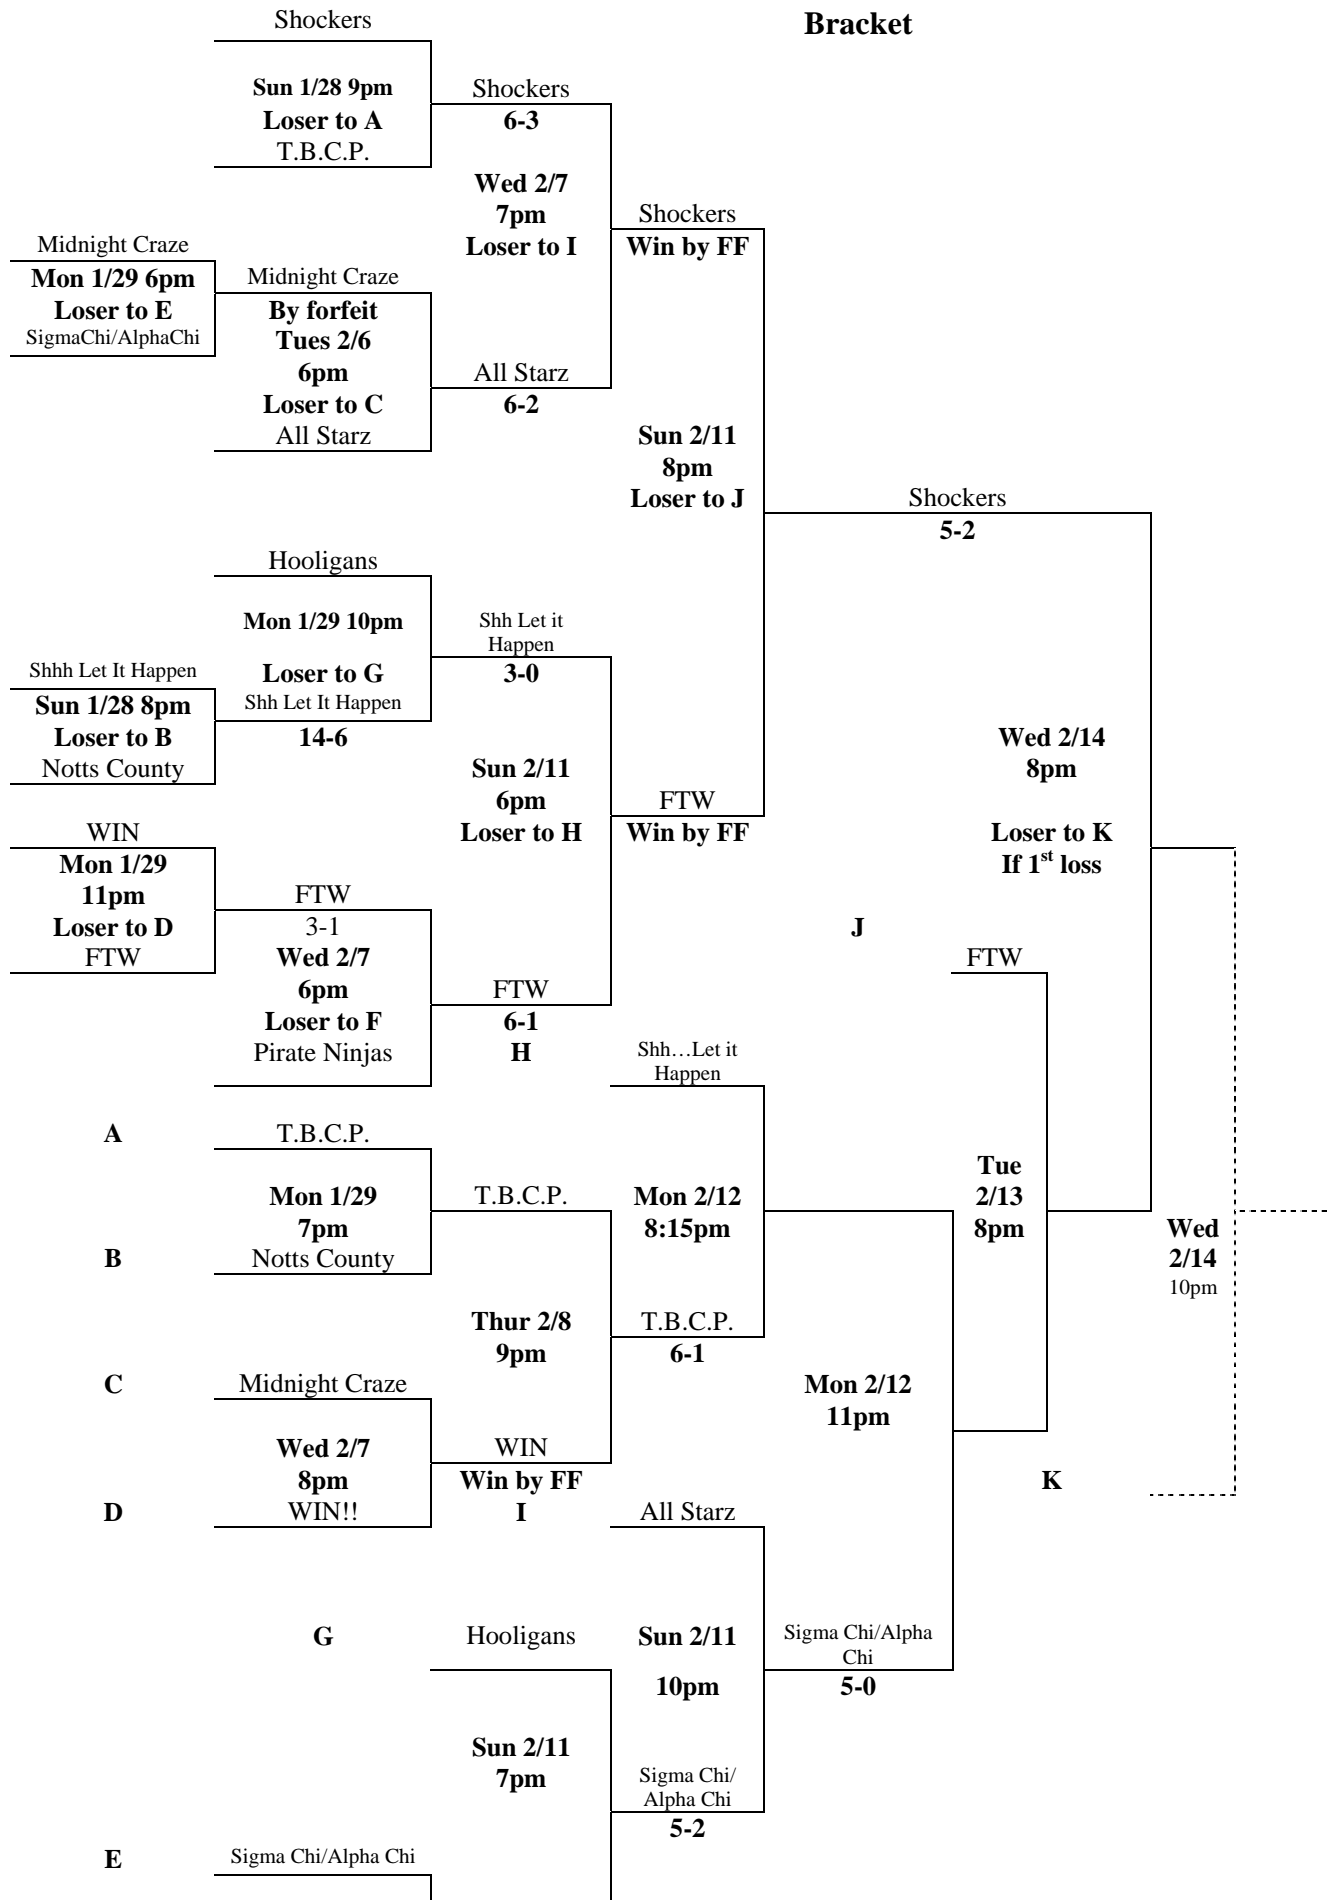 Bracket
Shockers
Sun 1/28 9pm
Loser to A
T.B.C.P.
Shockers
6-3
Wed 2/7
7pm
Loser to I
Shockers
Win by FF
Midnight Craze
Mon 1/29 6pm
Loser to E
SigmaChi/AlphaChi
Midnight Craze
By forfeit
Tues 2/6
6pm
Loser to C
All Starz
All Starz
6-2
Sun 2/11
8pm
Loser to J
Shockers
5-2
Hooligans
Mon 1/29 10pm
Loser to G
Shh Let It Happen
14-6
Shh Let it
Happen
3-0
Shhh Let It Happen
Sun 1/28 8pm
Loser to B
Notts County
Sun 2/11
6pm
Loser to H
FTW
Win by FF
Wed 2/14
8pm
Loser to K
If 1st loss
WIN
Mon 1/29
11pm
Loser to D
FTW
FTW
3-1
Wed 2/7
6pm
Loser to F
Pirate Ninjas
FTW
6-1
H
J
FTW
Shh…Let it
Happen
A
T.B.C.P.
Mon 1/29
7pm
B
Notts County
T.B.C.P.
Mon 2/12
8:15pm
Tue
2/13
8pm
Wed
2/14
10pm
Thur 2/8
9pm
T.B.C.P.
6-1
C
Midnight Craze
Wed 2/7
8pm
D
WIN!!
WIN
Win by FF
I
All Starz
Mon 2/12
11pm
K
G
Hooligans
Sun 2/11
10pm
Sigma Chi/Alpha
Chi
5-0
Sun 2/11
7pm
Sigma Chi/
Alpha Chi
5-2
E
Sigma Chi/Alpha Chi